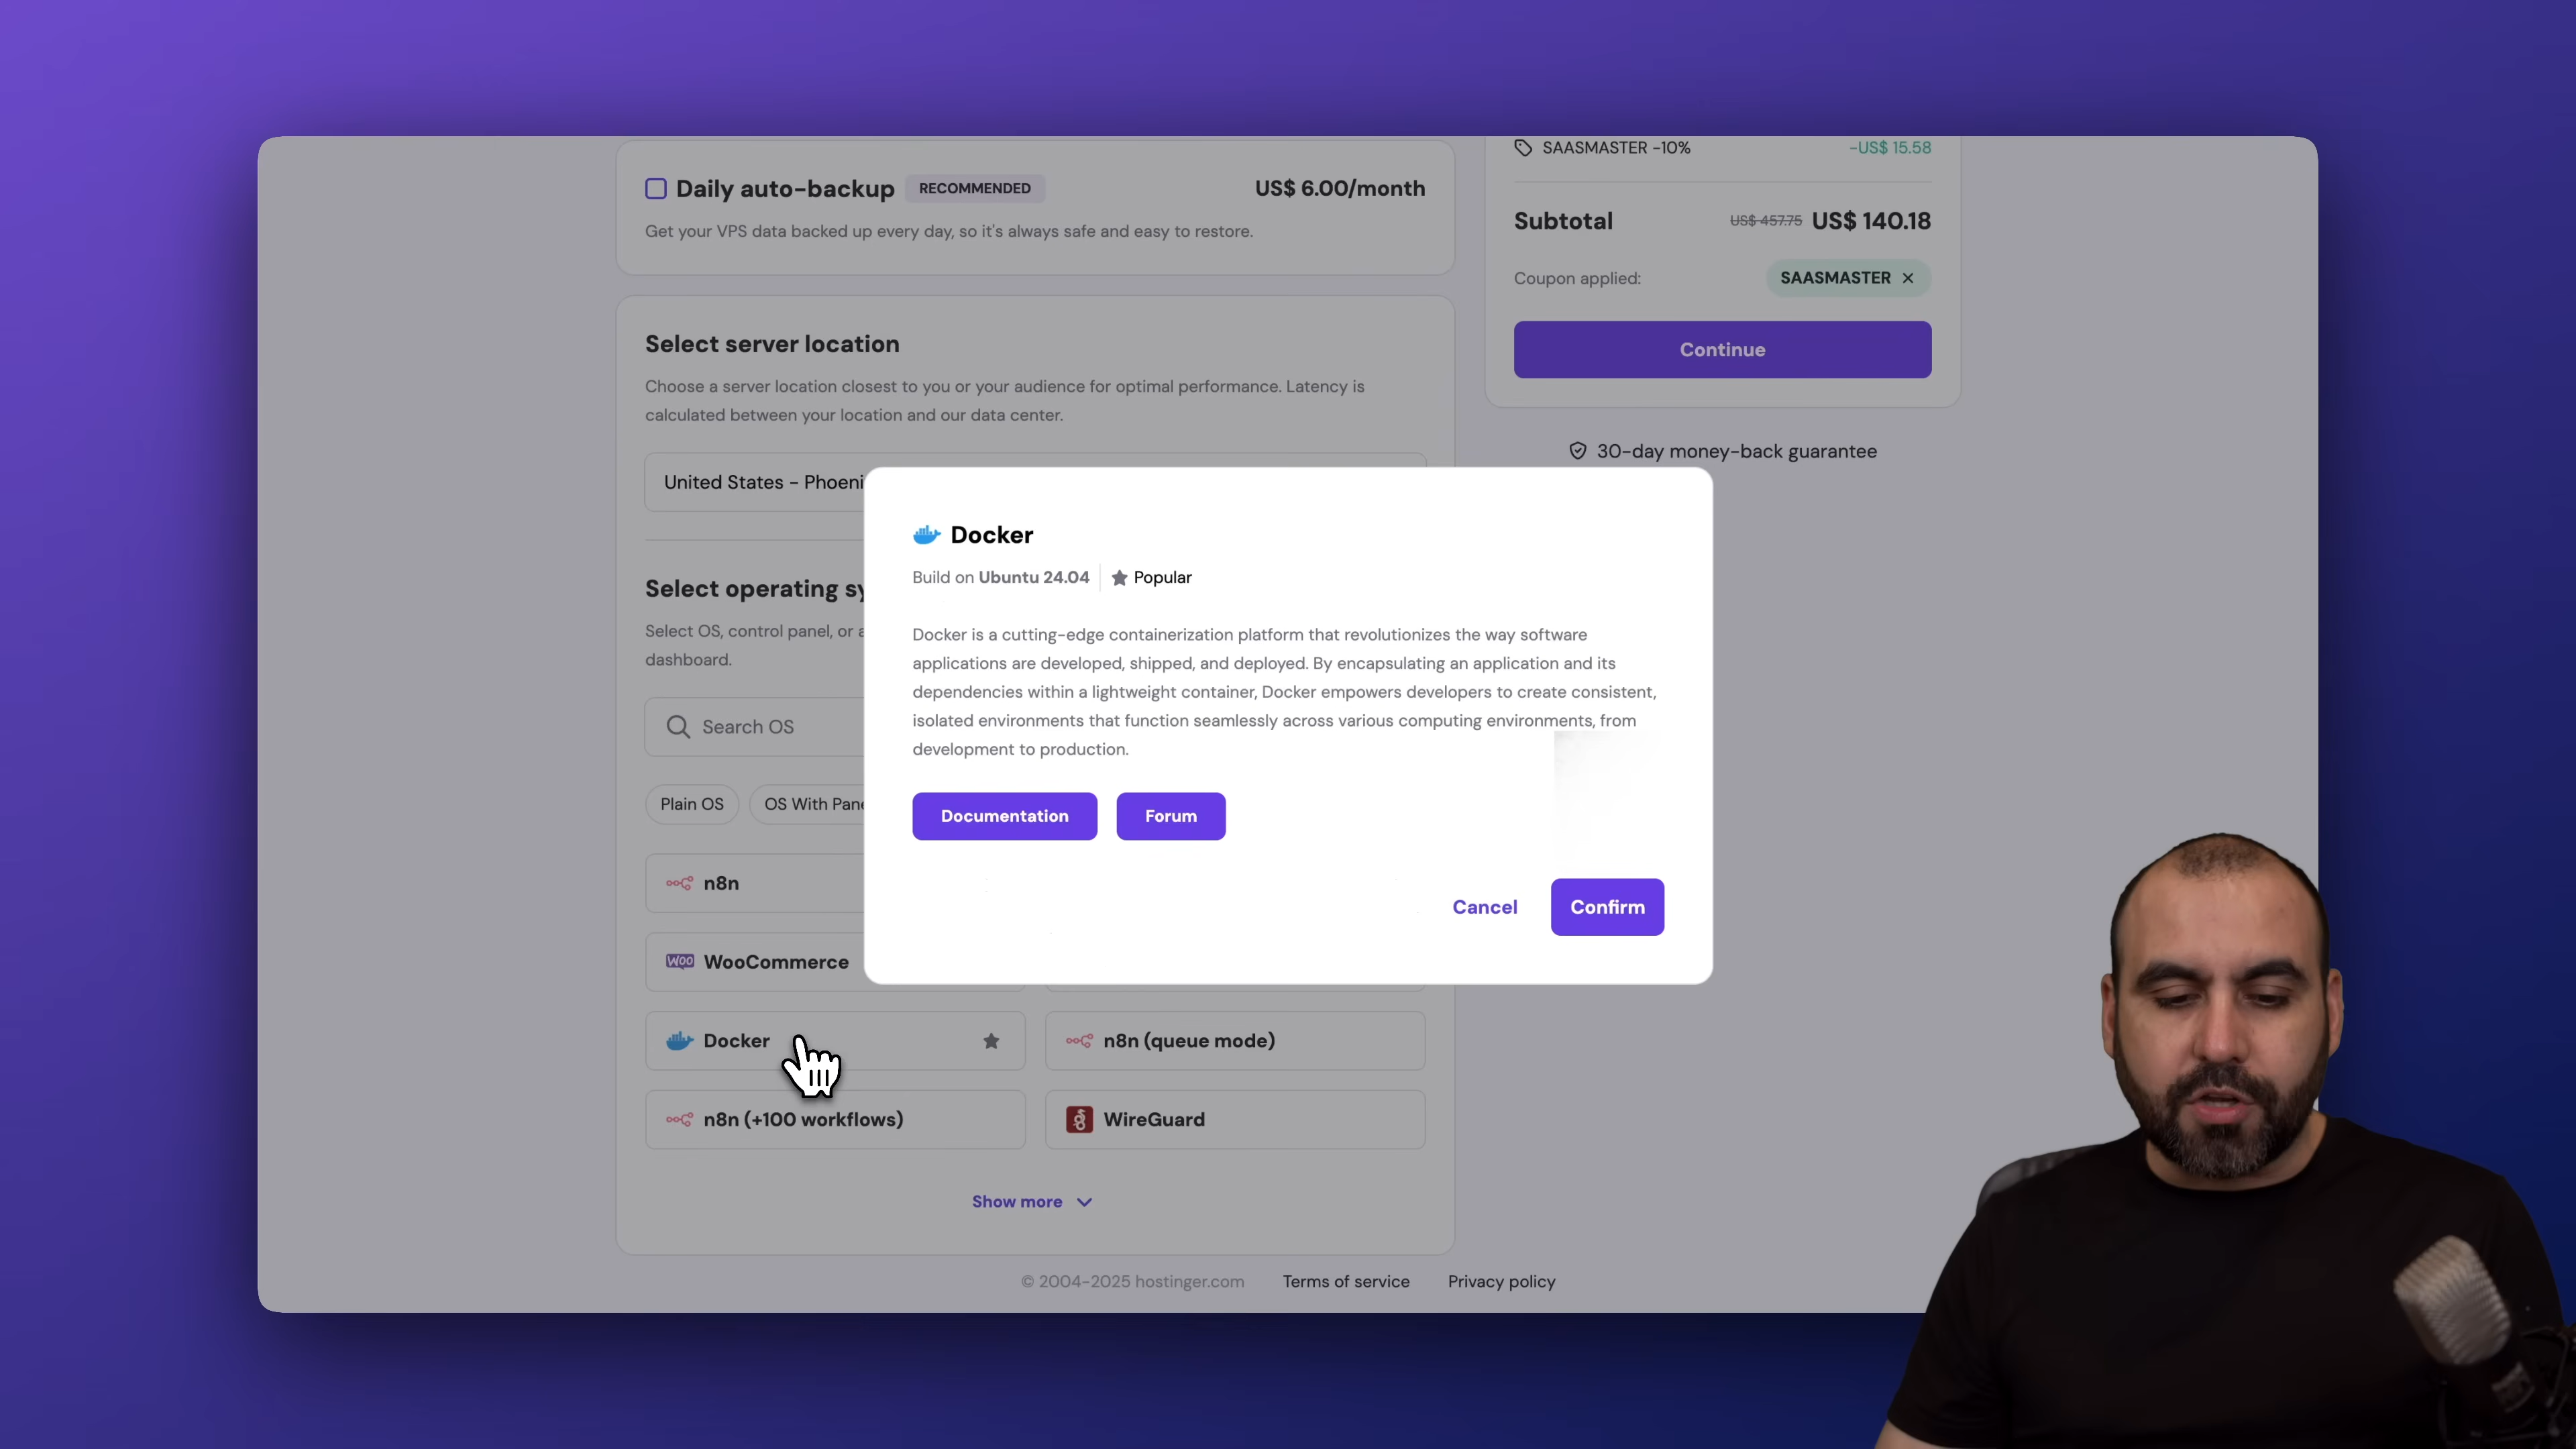 SAASMASTER -10% -US$ 15.58
Daily auto-backup RECOMMENDED US$ 6.00/month
Get your VPS data backed up every day, so it's always safe and easy to restore.
Subtotal US$ 457.75 US$ 140.18
Coupon applied: SAASMASTER ×
Continue
30-day money-back guarantee
Select server location
Choose a server location closest to you or your audience for optimal performance. Latency is
calculated between your location and our data center.
United States - Phoeni
Select operating sy
Select OS, control panel, or a
dashboard.
Search OS
Plain OS
OS With Pane
n8n
WooCommerce
Docker
n8n (queue mode)
n8n (+100 workflows)
WireGuard
Show more
Docker
Build on Ubuntu 24.04 Popular
Docker is a cutting-edge containerization platform that revolutionizes the way software
applications are developed, shipped, and deployed. By encapsulating an application and its
dependencies within a lightweight container, Docker empowers developers to create consistent,
isolated environments that function seamlessly across various computing environments, from
development to production.
Documentation
Forum
Cancel
Confirm
© 2004-2025 hostinger.com Terms of service Privacy policy